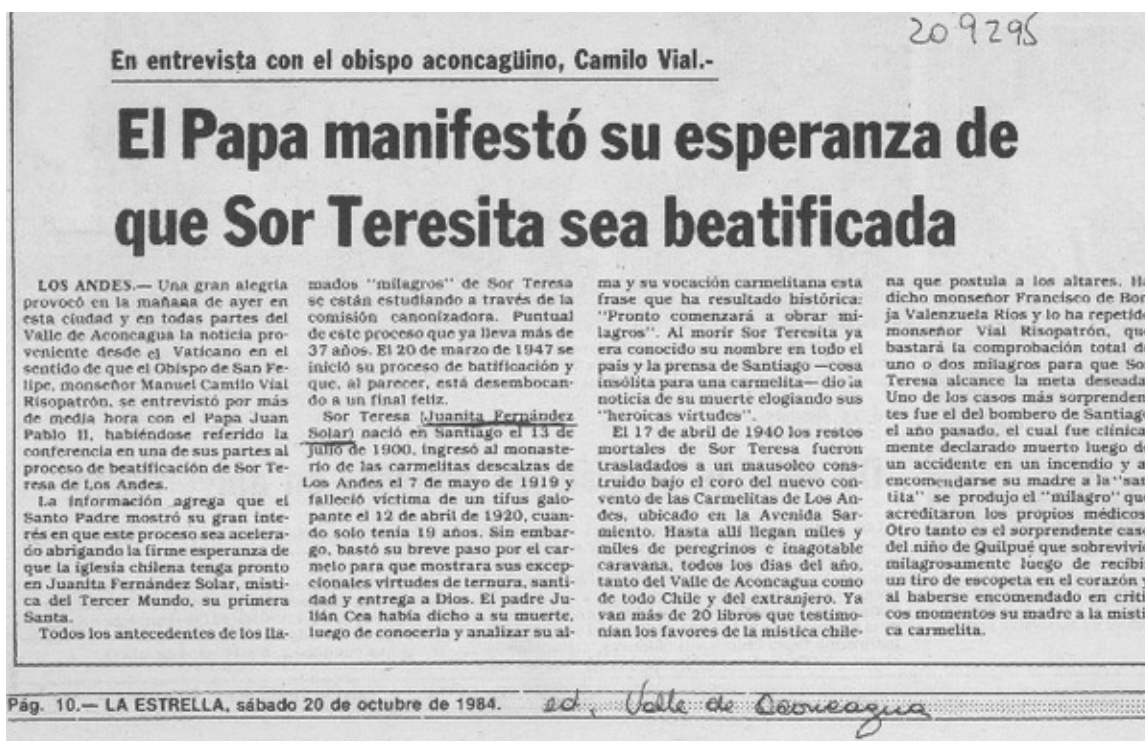 209295
En entrevista con el obispo aconcagüino, Camilo Vial.-
El Papa manifestó su esperanza de
que Sor Teresita sea beatificada
LOS ANDES.— Una gran alegría
provocó en la mañana de ayer en
esta ciudad y en todas partes del
Valle de Aconcagua la noticia pro-
veniente desde el Vaticano en el
sentido de que el Obispo de San Fe-
lipe, monseñor Manuel Camilo Vial
Risopatrón, se entrevistó por más
de media hora con el Papa Juan
Pablo II, habiéndose referido la
conferencia en una de sus partes al
proceso de beatificación de Sor Te-
resa de Los Andes.
La información agrega que el
Santo Padre mostró su gran inte-
rés en que este proceso sea acelera-
do abrigando la firme esperanza de
que la iglesia chilena tenga pronto
en Juanita Fernández Solar, místi-
ca del Tercer Mundo, su primera
Santa.
Todos los antecedentes de los lla-
mados "milagros" de Sor Teresa
se están estudiando a través de la
comisión canonizadora. Puntual
de este proceso que ya lleva más de
37 años. El 20 de marzo de 1947 se
inició su proceso de batificación y
que, al parecer, está desembocan-
do a un final feliz.
Sor Teresa (Juanita Fernández
Solar) nació en Santiago el 13 de
julio de 1900, ingresó al monaste-
rio de las carmelitas descalzas de
Los Andes el 7 de mayo de 1919 y
falleció víctima de un tifus galo-
pante el 12 de abril de 1920, cuan-
do solo tenía 19 años. Sin embar-
go, bastó su breve paso por el car-
melo para que mostrara sus excep-
cionales virtudes de ternura, santi-
dad y entrega a Dios. El padre Ju-
lián Cea había dicho a su muerte,
luego de conocerla y analizar su al-
ma y su vocación carmelitana esta
frase que ha resultado histórica:
"Pronto comenzará a obrar mi-
lagros". Al morir Sor Teresita ya
era conocido su nombre en todo el
país y la prensa de Santiago —cosa
insólita para una carmelita— dio la
noticia de su muerte elogiando sus
"heroicas virtudes".
El 17 de abril de 1940 los restos
mortales de Sor Teresa fueron
trasladados a un mausoleo cons-
truido bajo el coro del nuevo con-
vento de las Carmelitas de Los An-
des, ubicado en la Avenida Sar-
miento. Hasta allí llegan miles y
miles de peregrinos e inagotable
caravana, todos los días del año,
tanto del Valle de Aconcagua como
de todo Chile y del extranjero. Ya
van más de 20 libros que testimo-
nian los favores de la mística chile-
na que postula a los altares. Ha
dicho monseñor Francisco de Bor-
ja Valenzuela Ríos y lo ha repetido
monseñor Vial Risopatrón, que
bastará la comprobación total de
uno o dos milagros para que Sor
Teresa alcance la meta deseada.
Uno de los casos más sorprenden-
tes fue el del bombero de Santiago
el año pasado, el cual fue clínica-
mente declarado muerto luego de
un accidente en un incendio y al
encomendarse su madre a la "san-
tita" se produjo el "milagro" que
acreditaron los propios médicos.
Otro tanto es el sorprendente caso
del niño de Quilpué que sobrevivió
milagrosamente luego de recibir
un tiro de escopeta en el corazón y
al haberse encomendado en críti-
cos momentos su madre a la místi-
ca carmelita.
Pág. 10.— LA ESTRELLA, sábado 20 de octubre de 1984. ed. Valle de Aconcagua